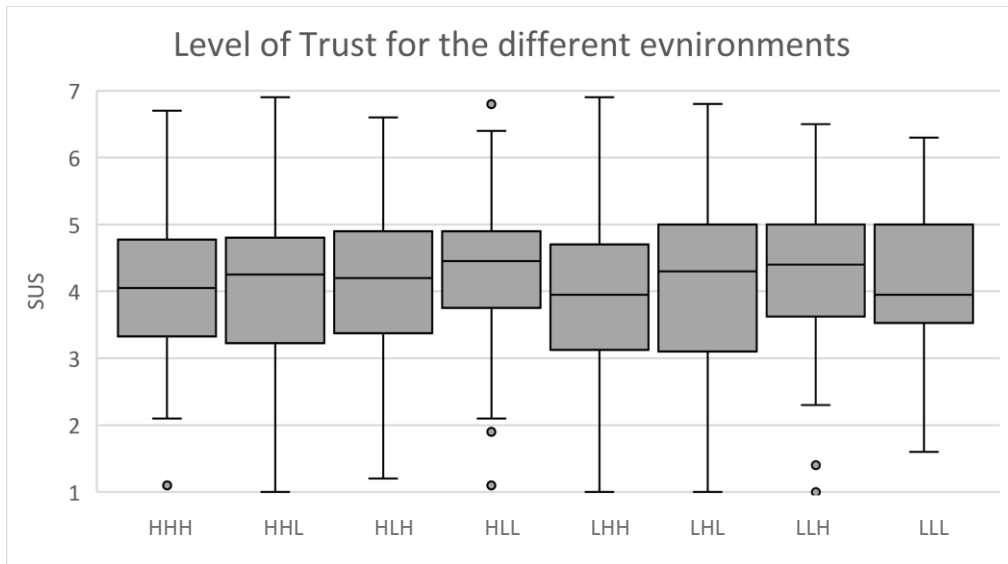 Level of Trust for the different evnironments
7
6
5
4
3
2
1
SUS
HHH HHL HLH HLL LHH LHL LLH LLL